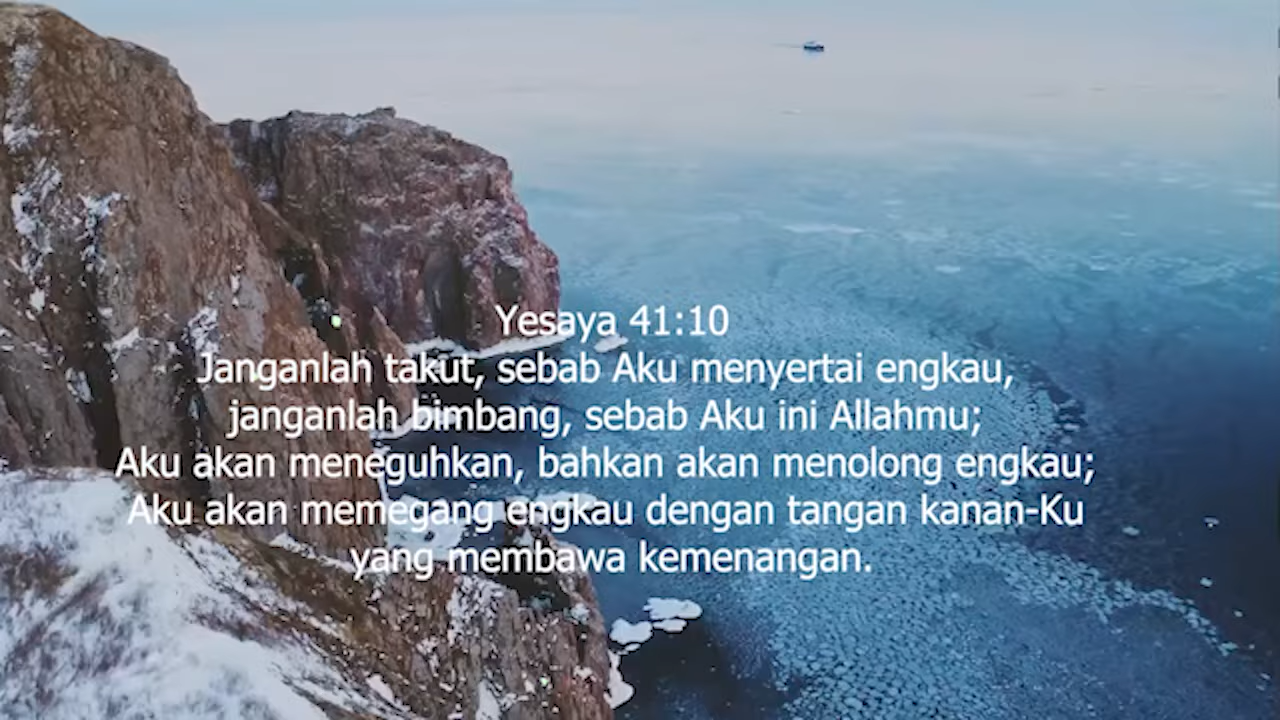 Yesaya 41:10
Janganlah takut, sebab Aku menyertai engkau,
janganlah bimbang, sebab Aku ini Allahmu;
Aku akan meneguhkan, bahkan akan menolong engkau;
Aku akan memegang engkau dengan tangan kanan-Ku
yang membawa kemenangan.